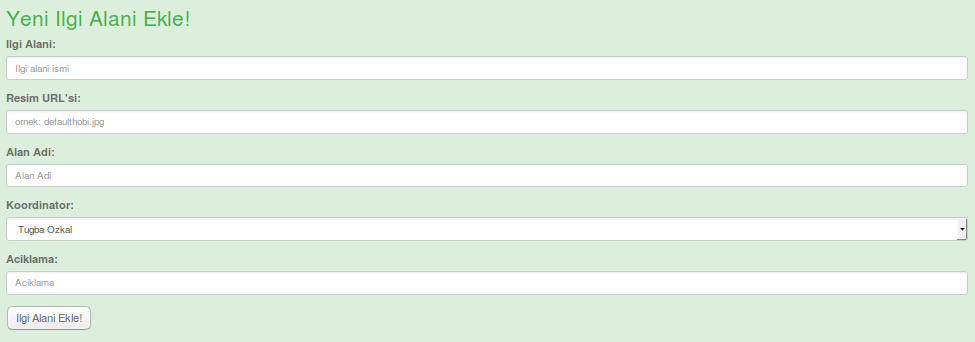 Yeni Ilgi Alani Ekle!
Ilgi Alani:
Ilgi alani ismi
Resim URL'si:
ornek: defaulthobi.jpg
Alan Adi:
Alan Adi
Koordinator:
Tugba Ozkal
Aciklama:
Aciklama
Ilgi Alani Ekle!